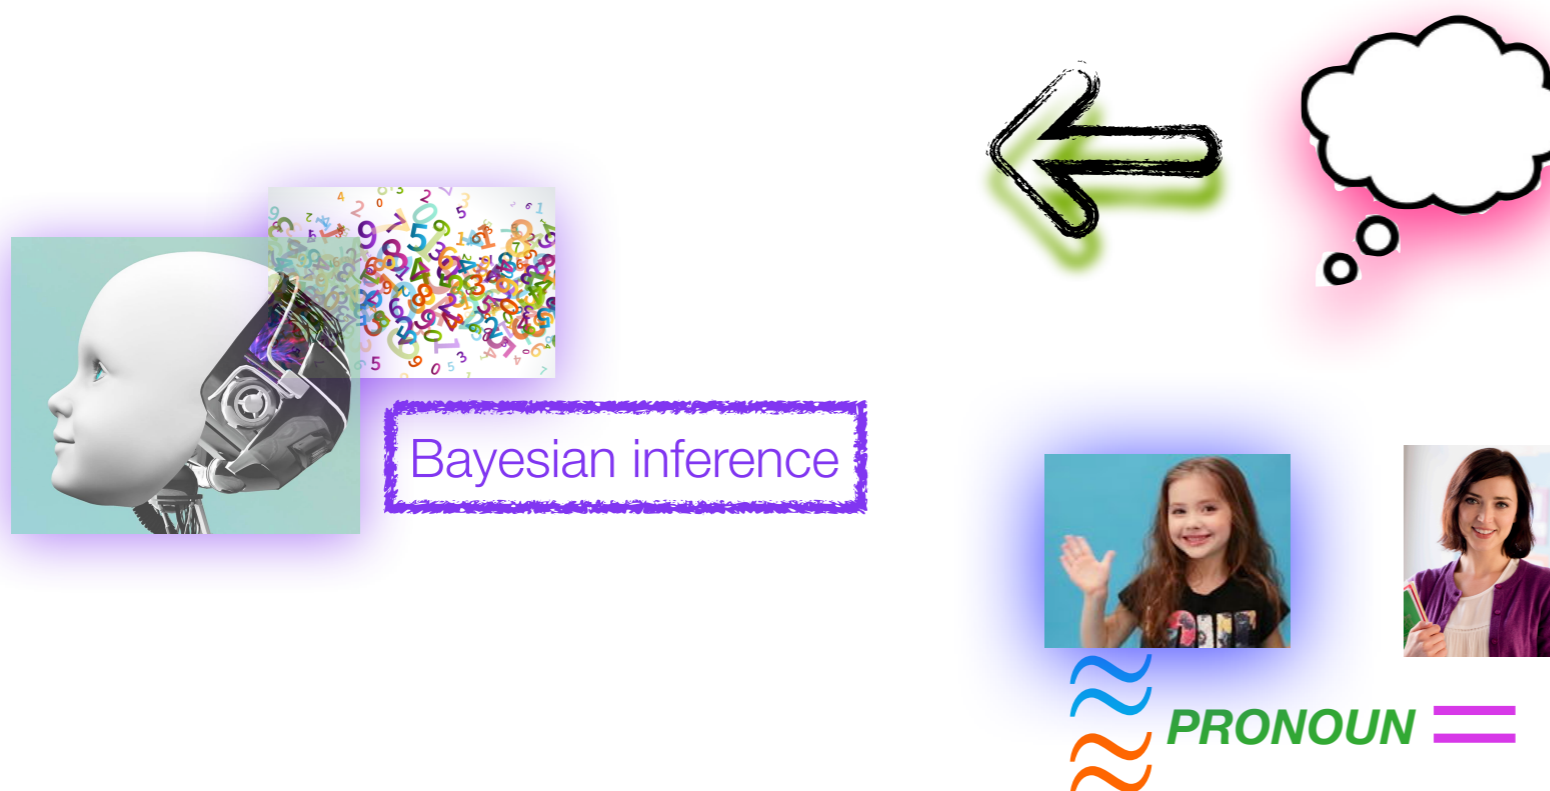 Bayesian inference
≈ PRONOUN =
≈